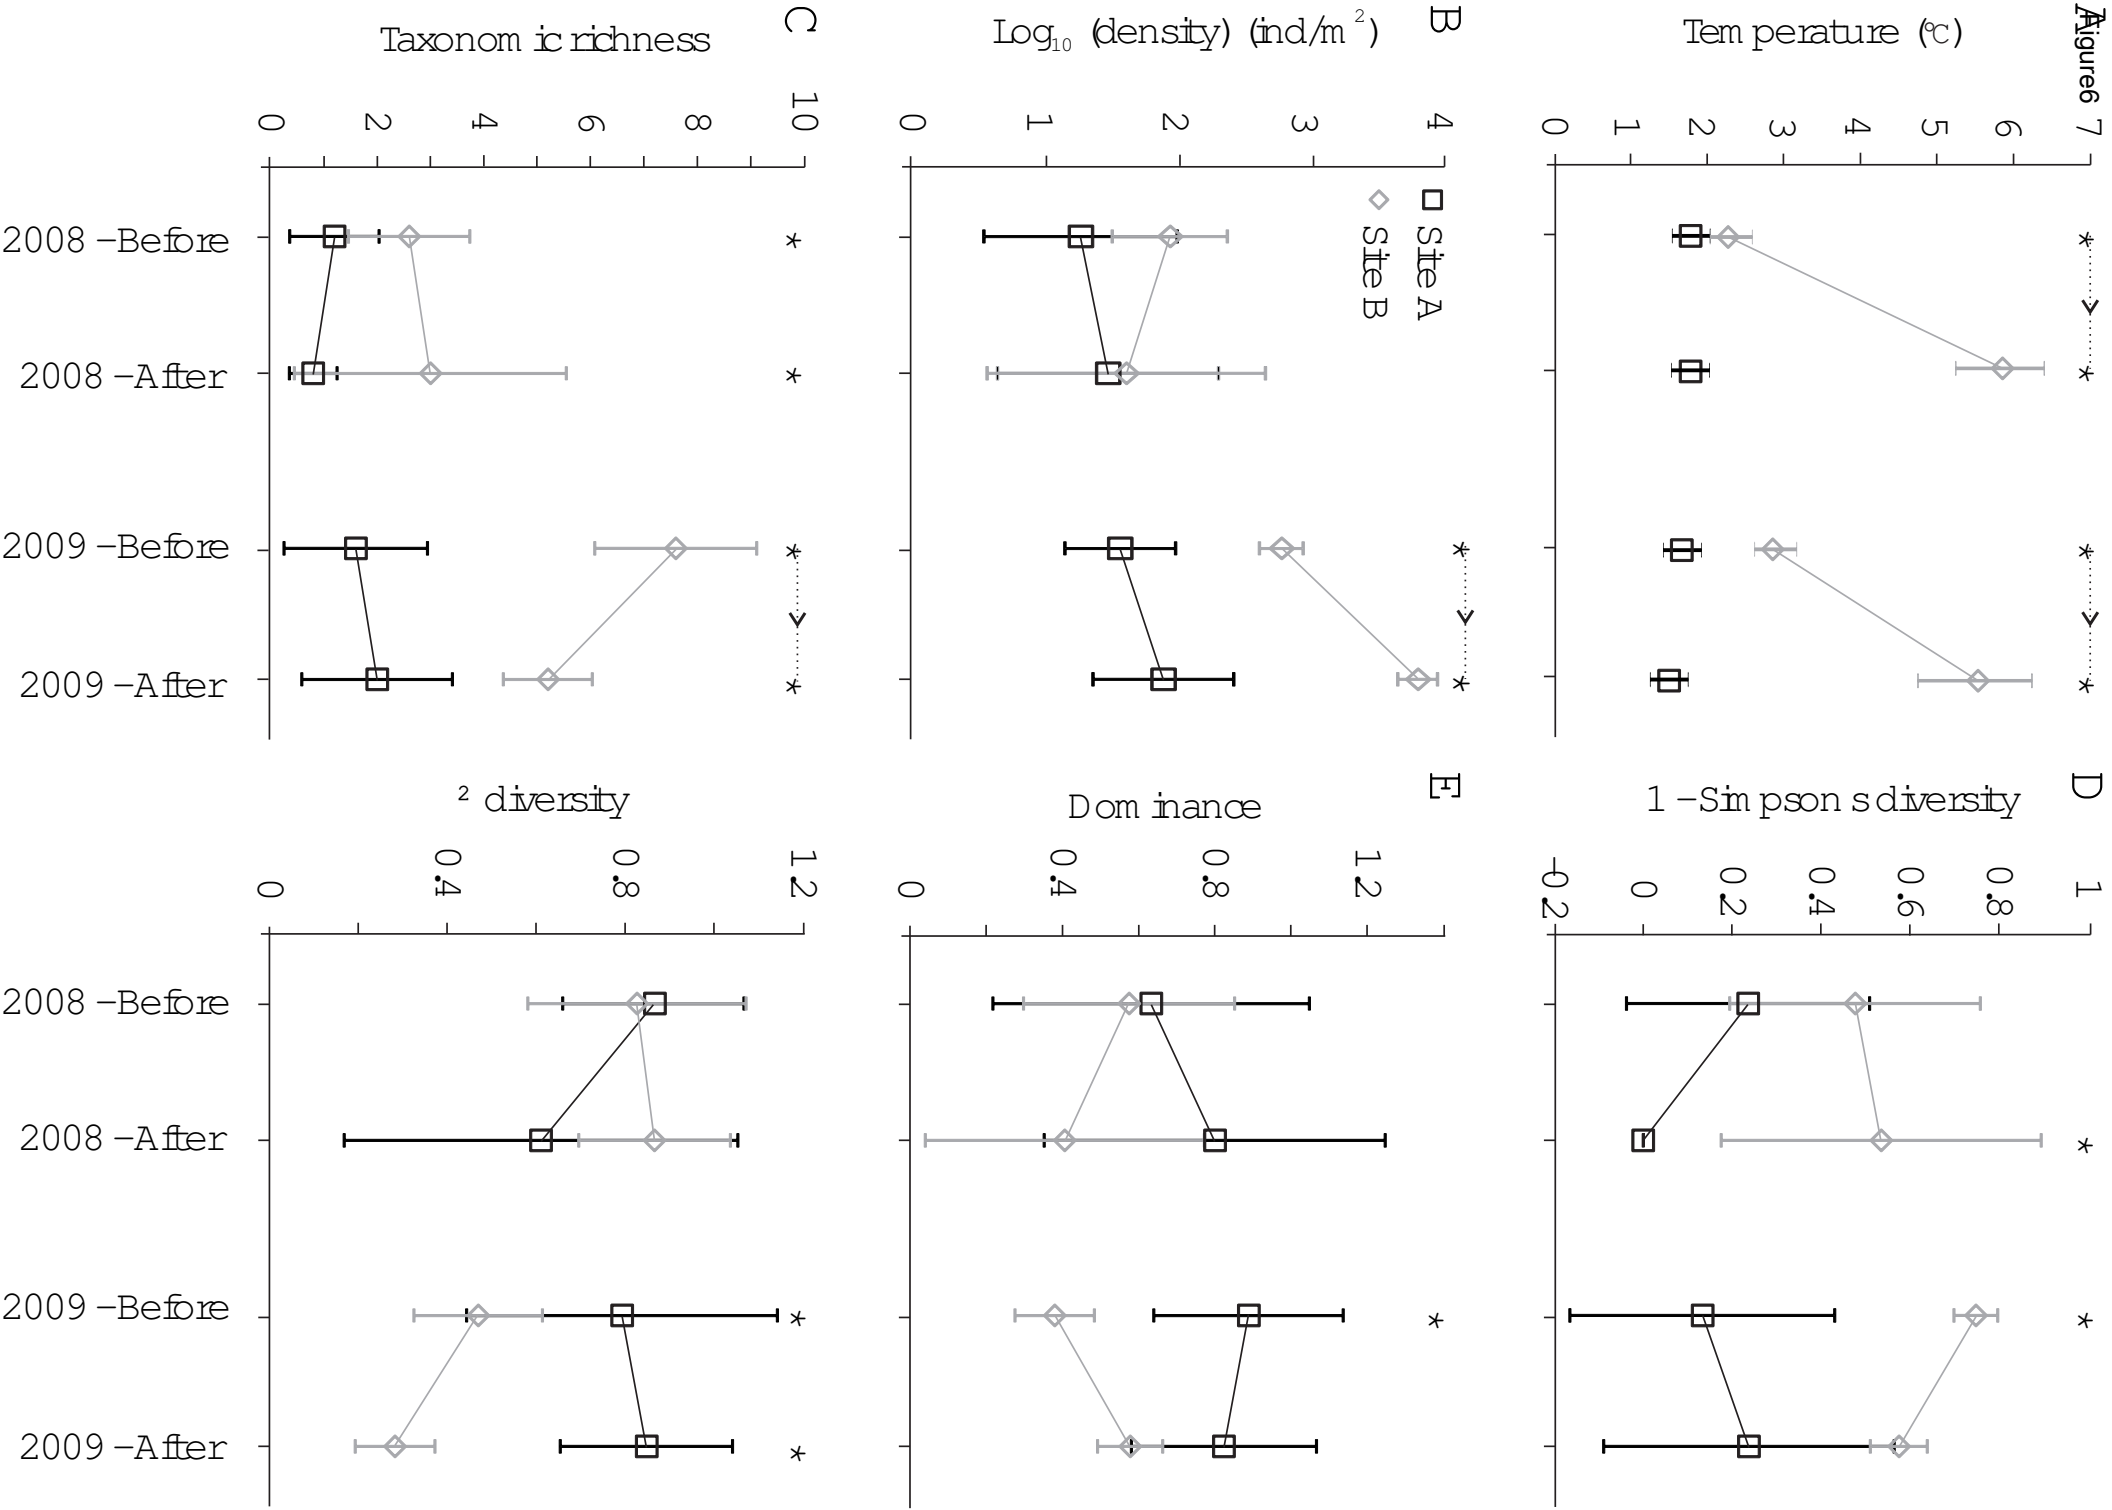 Figure6
A
Temperature (°C)
0 1 2 3 4 5 6 7
* *
* *
B
Log10 (density) (ind/m2)
0 1 2 3 4
Site A
Site B
* *
C
Taxonomic richness
0 2 4 6 8 10
* *
* *
2008 -Before
2008 -After
2009 -Before
2009 -After
D
1 -Simpson s diversity
-0.2 0 0.2 0.4 0.6 0.8 1
*
*
E
Dominance
0 0.4 0.8 1.2
*
2 diversity
0 0.4 0.8 1.2
* *
2008 -Before
2008 -After
2009 -Before
2009 -After